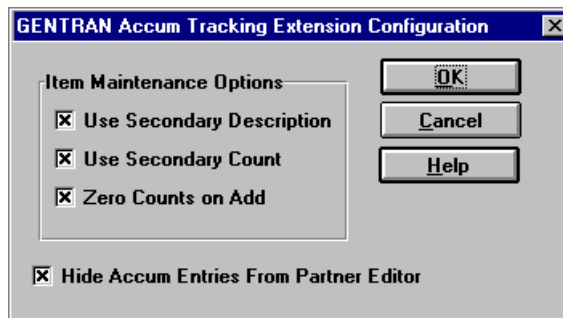 GENTRAN Accum Tracking Extension Configuration
Item Maintenance Options
Use Secondary Description
Use Secondary Count
Zero Counts on Add
Hide Accum Entries From Partner Editor
OK
Cancel
Help